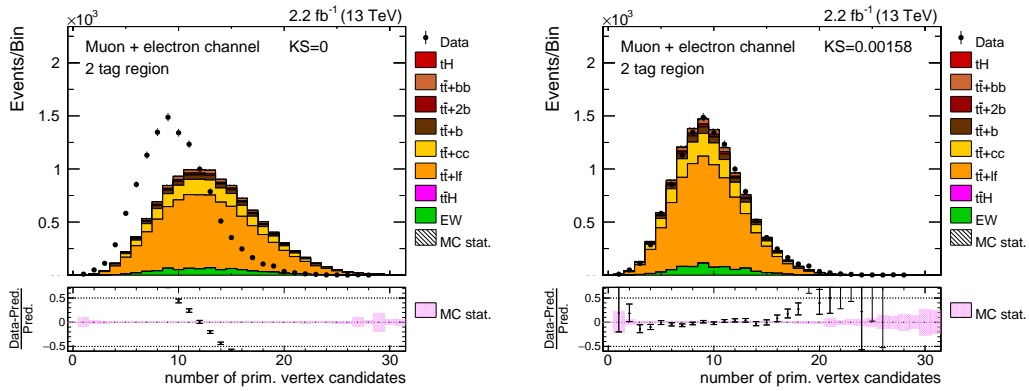 ×10³ 2.2 fb⁻¹ (13 TeV)
Events/Bin
Muon + electron channel KS=0
2 tag region
1.5
1
0.5
Data
tH
tt̄+bb
tt̄+2b
tt̄+b
tt̄+cc
tt̄+lf
tt̄H
EW
MC stat.
Data-Pred.
Pred.
0.5
0
−0.5
MC stat.
0 10 20 30
number of prim. vertex candidates
×10³ 2.2 fb⁻¹ (13 TeV)
Events/Bin
Muon + electron channel KS=0.00158
2 tag region
1.5
1
0.5
Data
tH
tt̄+bb
tt̄+2b
tt̄+b
tt̄+cc
tt̄+lf
tt̄H
EW
MC stat.
Data-Pred.
Pred.
0.5
0
−0.5
MC stat.
0 10 20 30
number of prim. vertex candidates